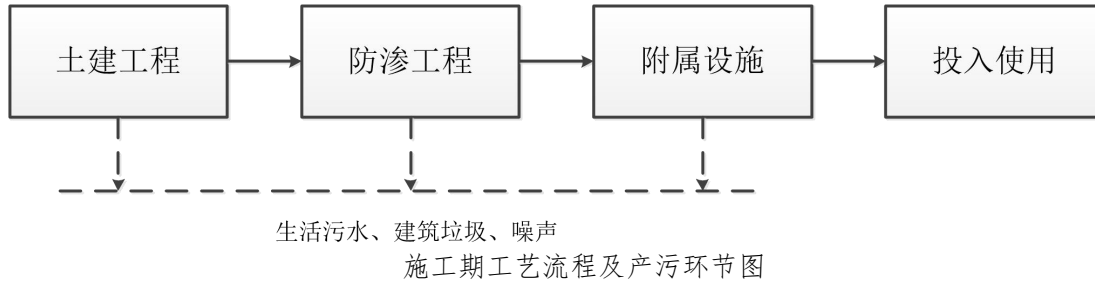 土建工程
防渗工程
附属设施
投入使用
生活污水、建筑垃圾、噪声
施工期工艺流程及产污环节图